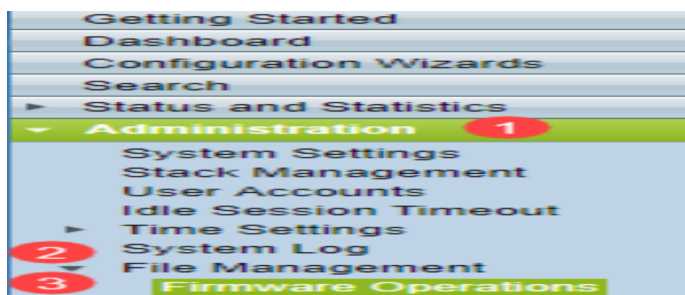 Getting Started
Dashboard
Configuration Wizards
Search
Status and Statistics
Administration 1
System Settings
Stack Management
User Accounts
Idle Session Timeout
Time Settings
2 System Log
File Management
3 Firmware Operations